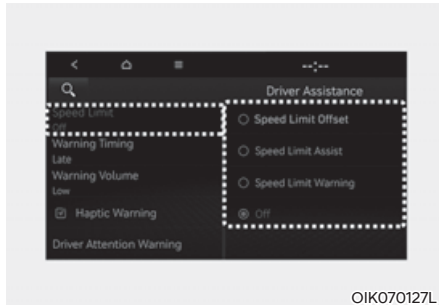 --:--
Driver Assistance
Speed Limit
Off
Warning Timing
Late
Warning Volume
Low
Haptic Warning
Driver Attention Warning
Speed Limit Offset
Speed Limit Assist
Speed Limit Warning
Off
OIK070127L